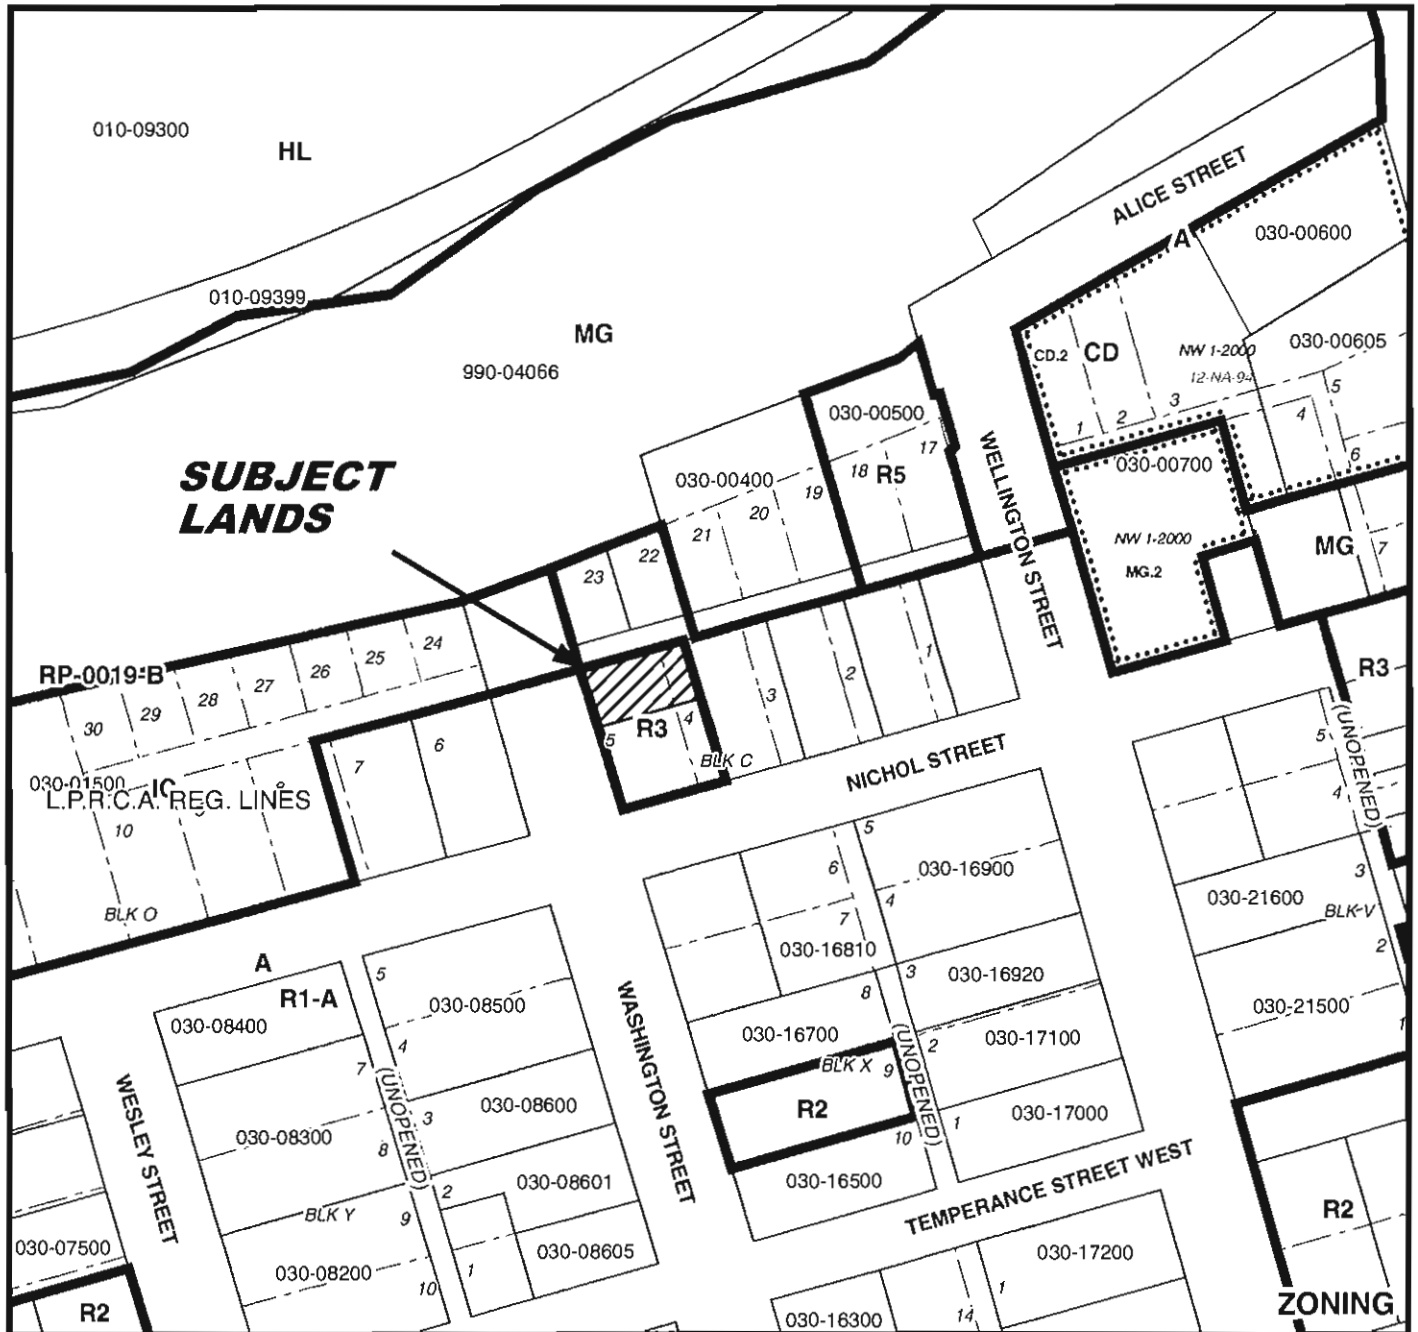 010-09300
HL
ALICE STREET
A
030-00600
010-09399
MG
990-04066
CD.2
CD
NW 1-2000
12-NA-94
030-00605
5
1
2
3
4
6
030-00500
17
18
R5
19
030-00400
20
21
22
23
SUBJECT
LANDS
WELLINGTON STREET
030-00700
NW 1-2000
MG.2
MG
7
R3
(UNOPENED)
RP-0019-B
30
29
28
27
26
25
24
7
6
5
4
R3
BLK C
3
2
1
NICHOL STREET
030-01500
IC
L.P.R.C.A. REG. LINES
10
9
BLK O
A
R1-A
030-08400
5
030-08500
4
7
(UNOPENED)
3
030-08600
030-08300
8
2
030-08601
BLK Y
9
030-08605
030-08200
1
10
WESLEY STREET
WASHINGTON STREET
030-07500
R2
5
6
030-16900
4
7
030-16810
3
030-16920
8
030-16700
(UNOPENED)
2
030-17100
BLK X
9
R2
10
1
030-17000
030-16500
TEMPERANCE STREET WEST
030-17200
1
14
030-16300
5
4
3
030-21600
BLK V
2
030-21500
1
R2
ZONING